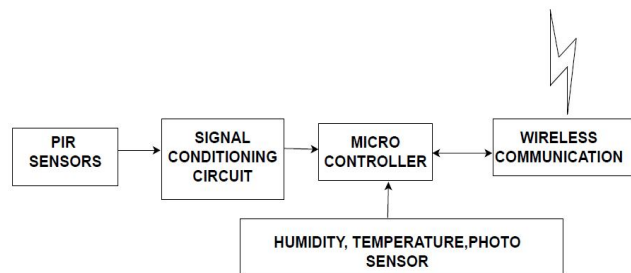 PIR
SENSORS
SIGNAL
CONDITIONING
CIRCUIT
MICRO
CONTROLLER
WIRELESS
COMMUNICATION
HUMIDITY, TEMPERATURE,PHOTO
SENSOR